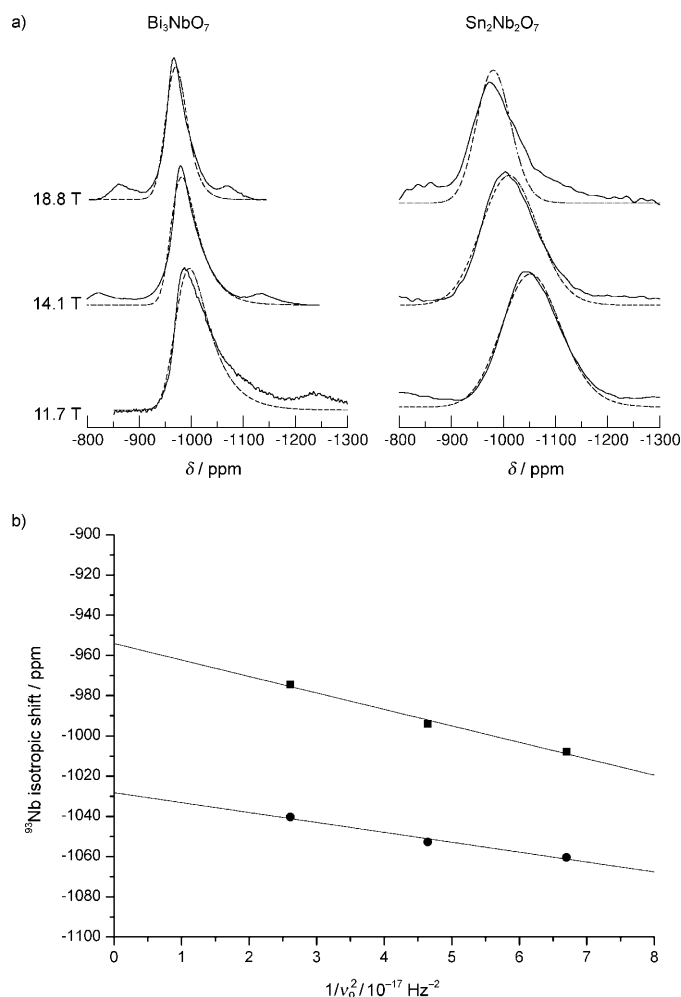 a)
Bi₃NbO₇ Sn₂Nb₂O₇
18.8 T
14.1 T
11.7 T
-800 -900 -1000 -1100 -1200 -1300 -800 -900 -1000 -1100 -1200 -1300
δ / ppm δ / ppm
b)
-900
-920
-940
-960
-980
-1000
-1020
-1040
-1060
-1080
-1100
⁹³Nb isotropic shift / ppm
0 1 2 3 4 5 6 7 8
1/ν₀² / 10⁻¹⁷ Hz⁻²